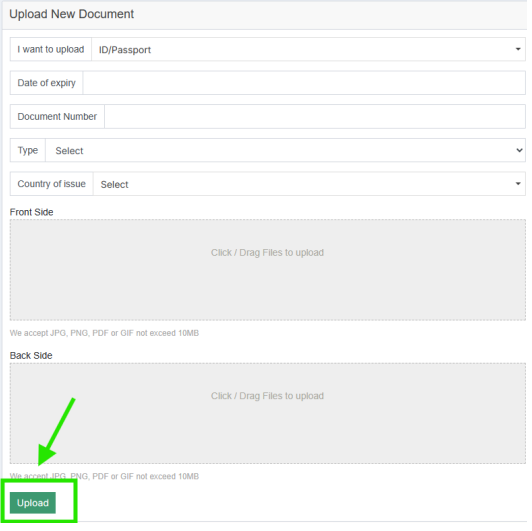 Upload New Document
I want to upload ID/Passport
Date of expiry
Document Number
Type Select
Country of issue Select
Front Side
Click / Drag Files to upload
We accept JPG, PNG, PDF or GIF not exceed 10MB
Back Side
Click / Drag Files to upload
We accept JPG, PNG, PDF or GIF not exceed 10MB
Upload